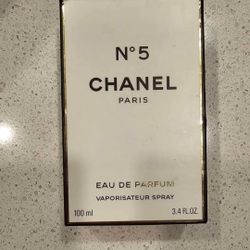 N°5
CHANEL
PARIS
EAU DE PARFUM
VAPORISATEUR SPRAY
100 ml 3.4 FL.OZ.